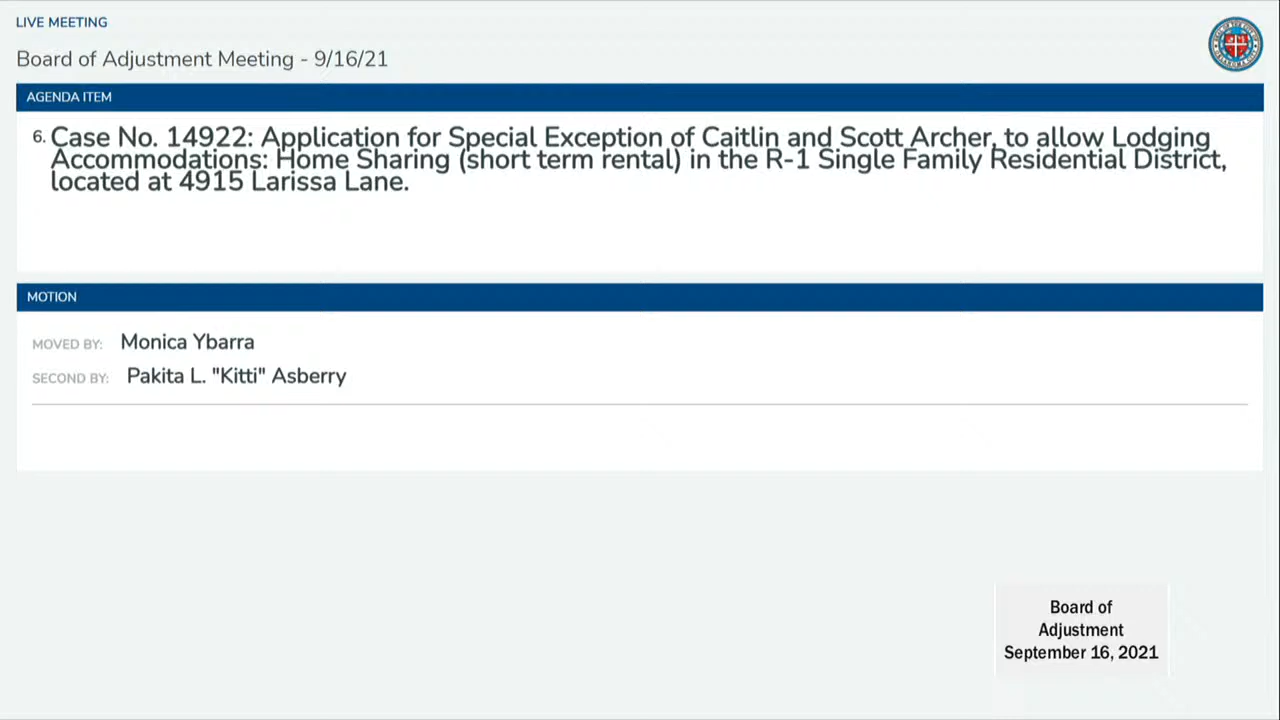 LIVE MEETING
Board of Adjustment Meeting - 9/16/21
AGENDA ITEM
6. Case No. 14922: Application for Special Exception of Caitlin and Scott Archer, to allow Lodging
Accommodations: Home Sharing (short term rental) in the R-1 Single Family Residential District,
located at 4915 Larissa Lane.
MOTION
MOVED BY: Monica Ybarra
SECOND BY: Pakita L. "Kitti" Asberry
Board of
Adjustment
September 16, 2021